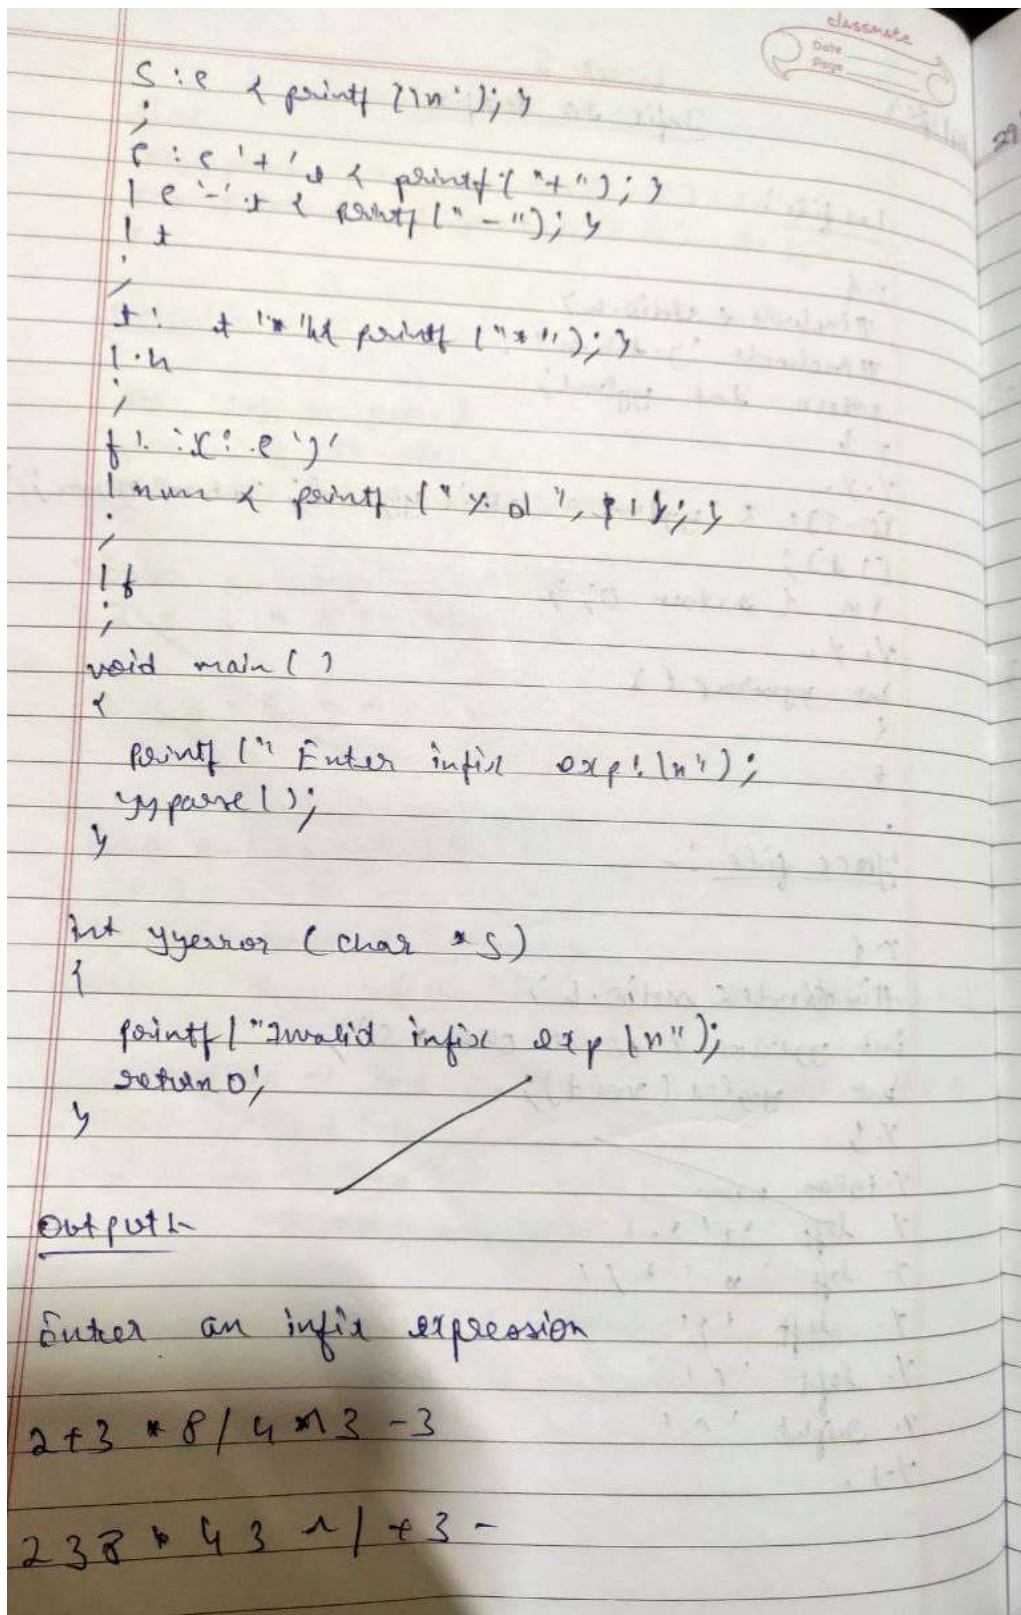 classmate
Date
Page
29
S : e { printf ("\n"); }
;
e : e '+' t { printf ("+"); }
| e '-' t { printf ("-"); }
| t
;
t : t '*' h { printf ("*"); }
| h
;
f : '(' e ')'
| num { printf ("%d", $1); }
;
| f
;
void main ()
{
printf (" Enter infix exp: \n");
yyparse ();
}
int yyerror (char *s)
{
printf ("Invalid infix exp \n");
return 0;
}
Output :-
Enter an infix expression
2+3 * 8 / 4 ^ 3 - 3
2 3 8 * 4 3 ^ / + 3 -